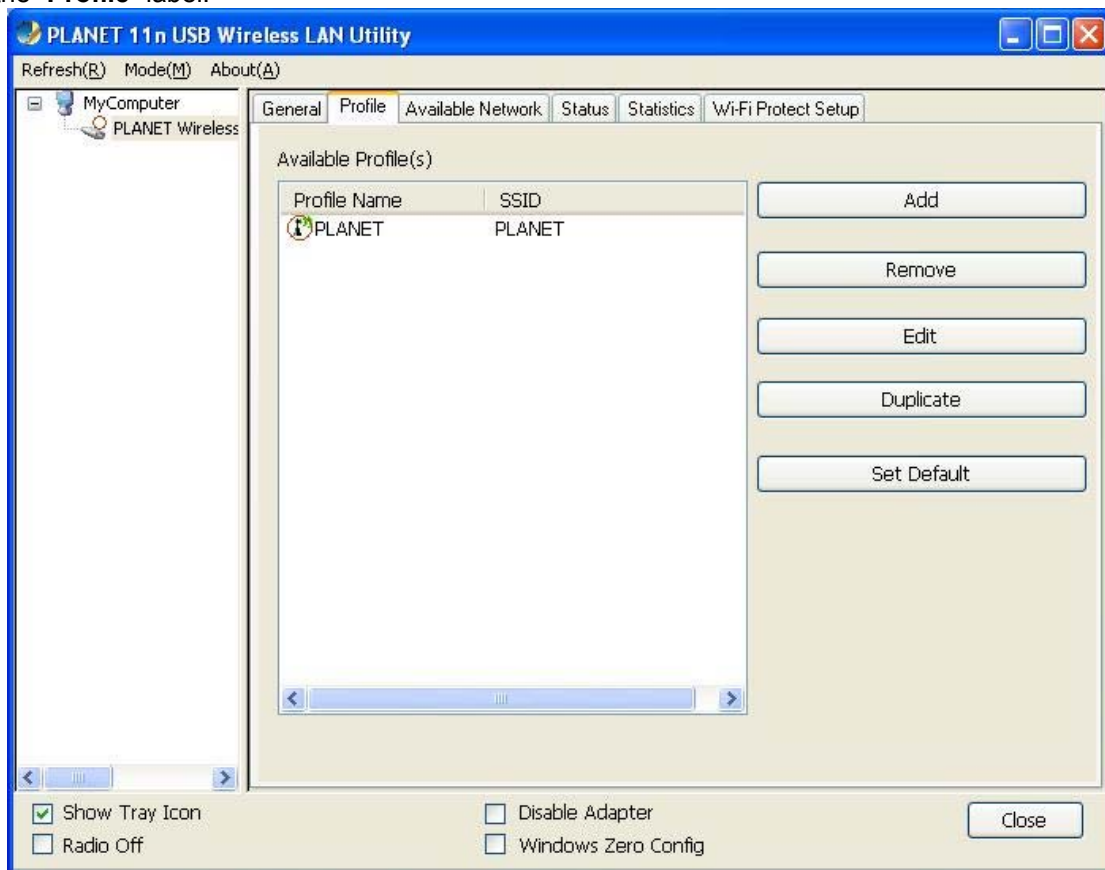 PLANET 11n USB Wireless LAN Utility
Refresh(R) Mode(M) About(A)
MyComputer
PLANET Wireless
General Profile Available Network Status Statistics Wi-Fi Protect Setup
Available Profile(s)
Profile Name SSID
PLANET PLANET
Add
Remove
Edit
Duplicate
Set Default
Show Tray Icon
Radio Off
Disable Adapter
Windows Zero Config
Close